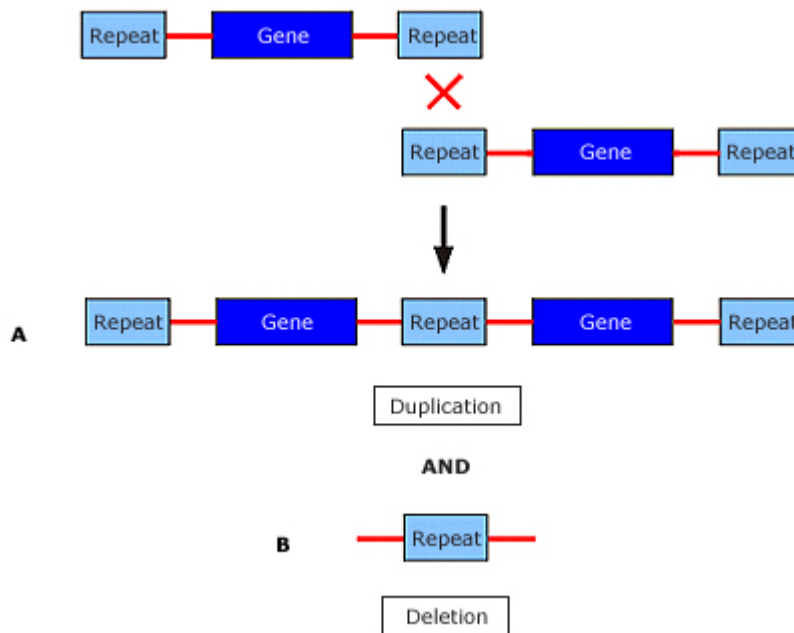 Repeat Gene Repeat
Repeat Gene Repeat
A Repeat Gene Repeat Gene Repeat
Duplication
AND
B Repeat
Deletion